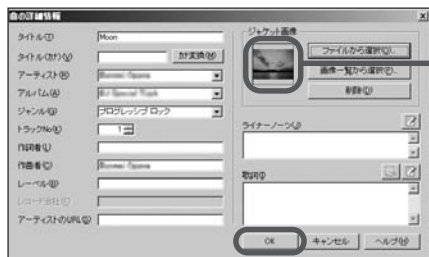 曲の詳細情報
タイトル(T) Moon
タイトル(カナ)(Y) カナ変換(M)
アーティスト(R)
アルバム(A)
ジャンル(G) プログレッシブ ロック
トラックNo(K) 1
作詞者(L)
作曲者(C)
レーベル(B)
レコード会社(E)
アーティストのURL(S)
ジャケット画像
ファイルから選択(O)...
画像一覧から選択(P)...
削除(D)
ライナーノーツ(J)
歌詞(I)
OK キャンセル ヘルプ(H)